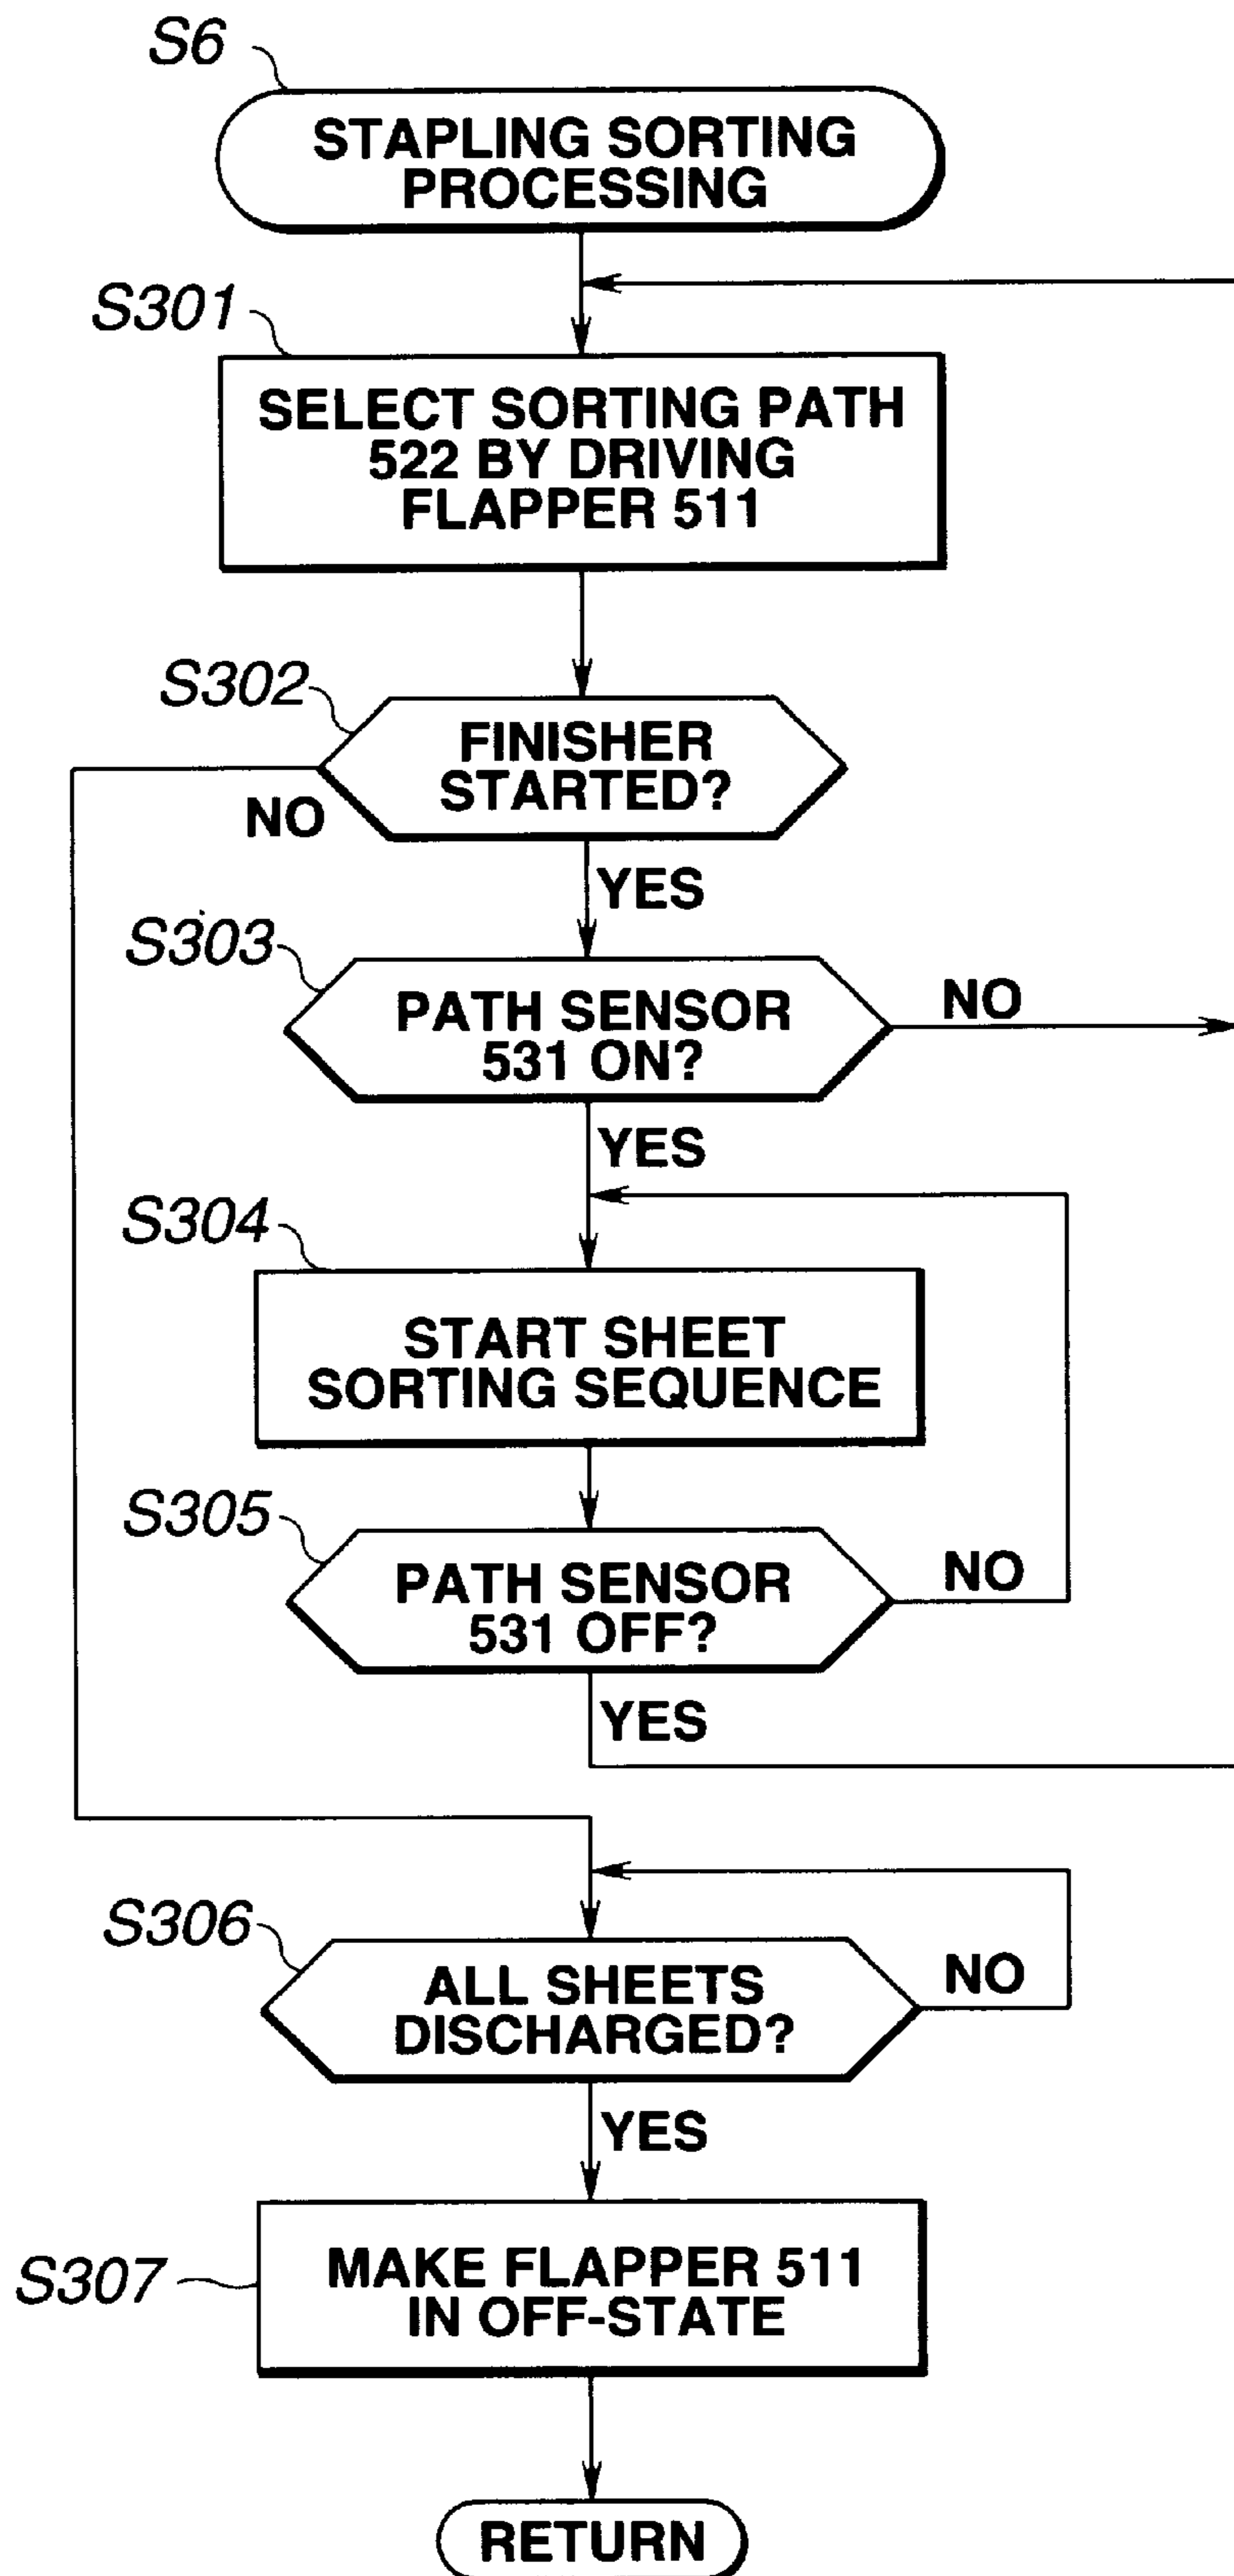 S6
STAPLING SORTING
PROCESSING
S301
SELECT SORTING PATH
522 BY DRIVING
FLAPPER 511
S302
FINISHER
STARTED?
NO
YES
S303
PATH SENSOR
531 ON?
NO
YES
S304
START SHEET
SORTING SEQUENCE
S305
PATH SENSOR
531 OFF?
NO
YES
S306
ALL SHEETS
DISCHARGED?
NO
YES
S307
MAKE FLAPPER 511
IN OFF-STATE
RETURN